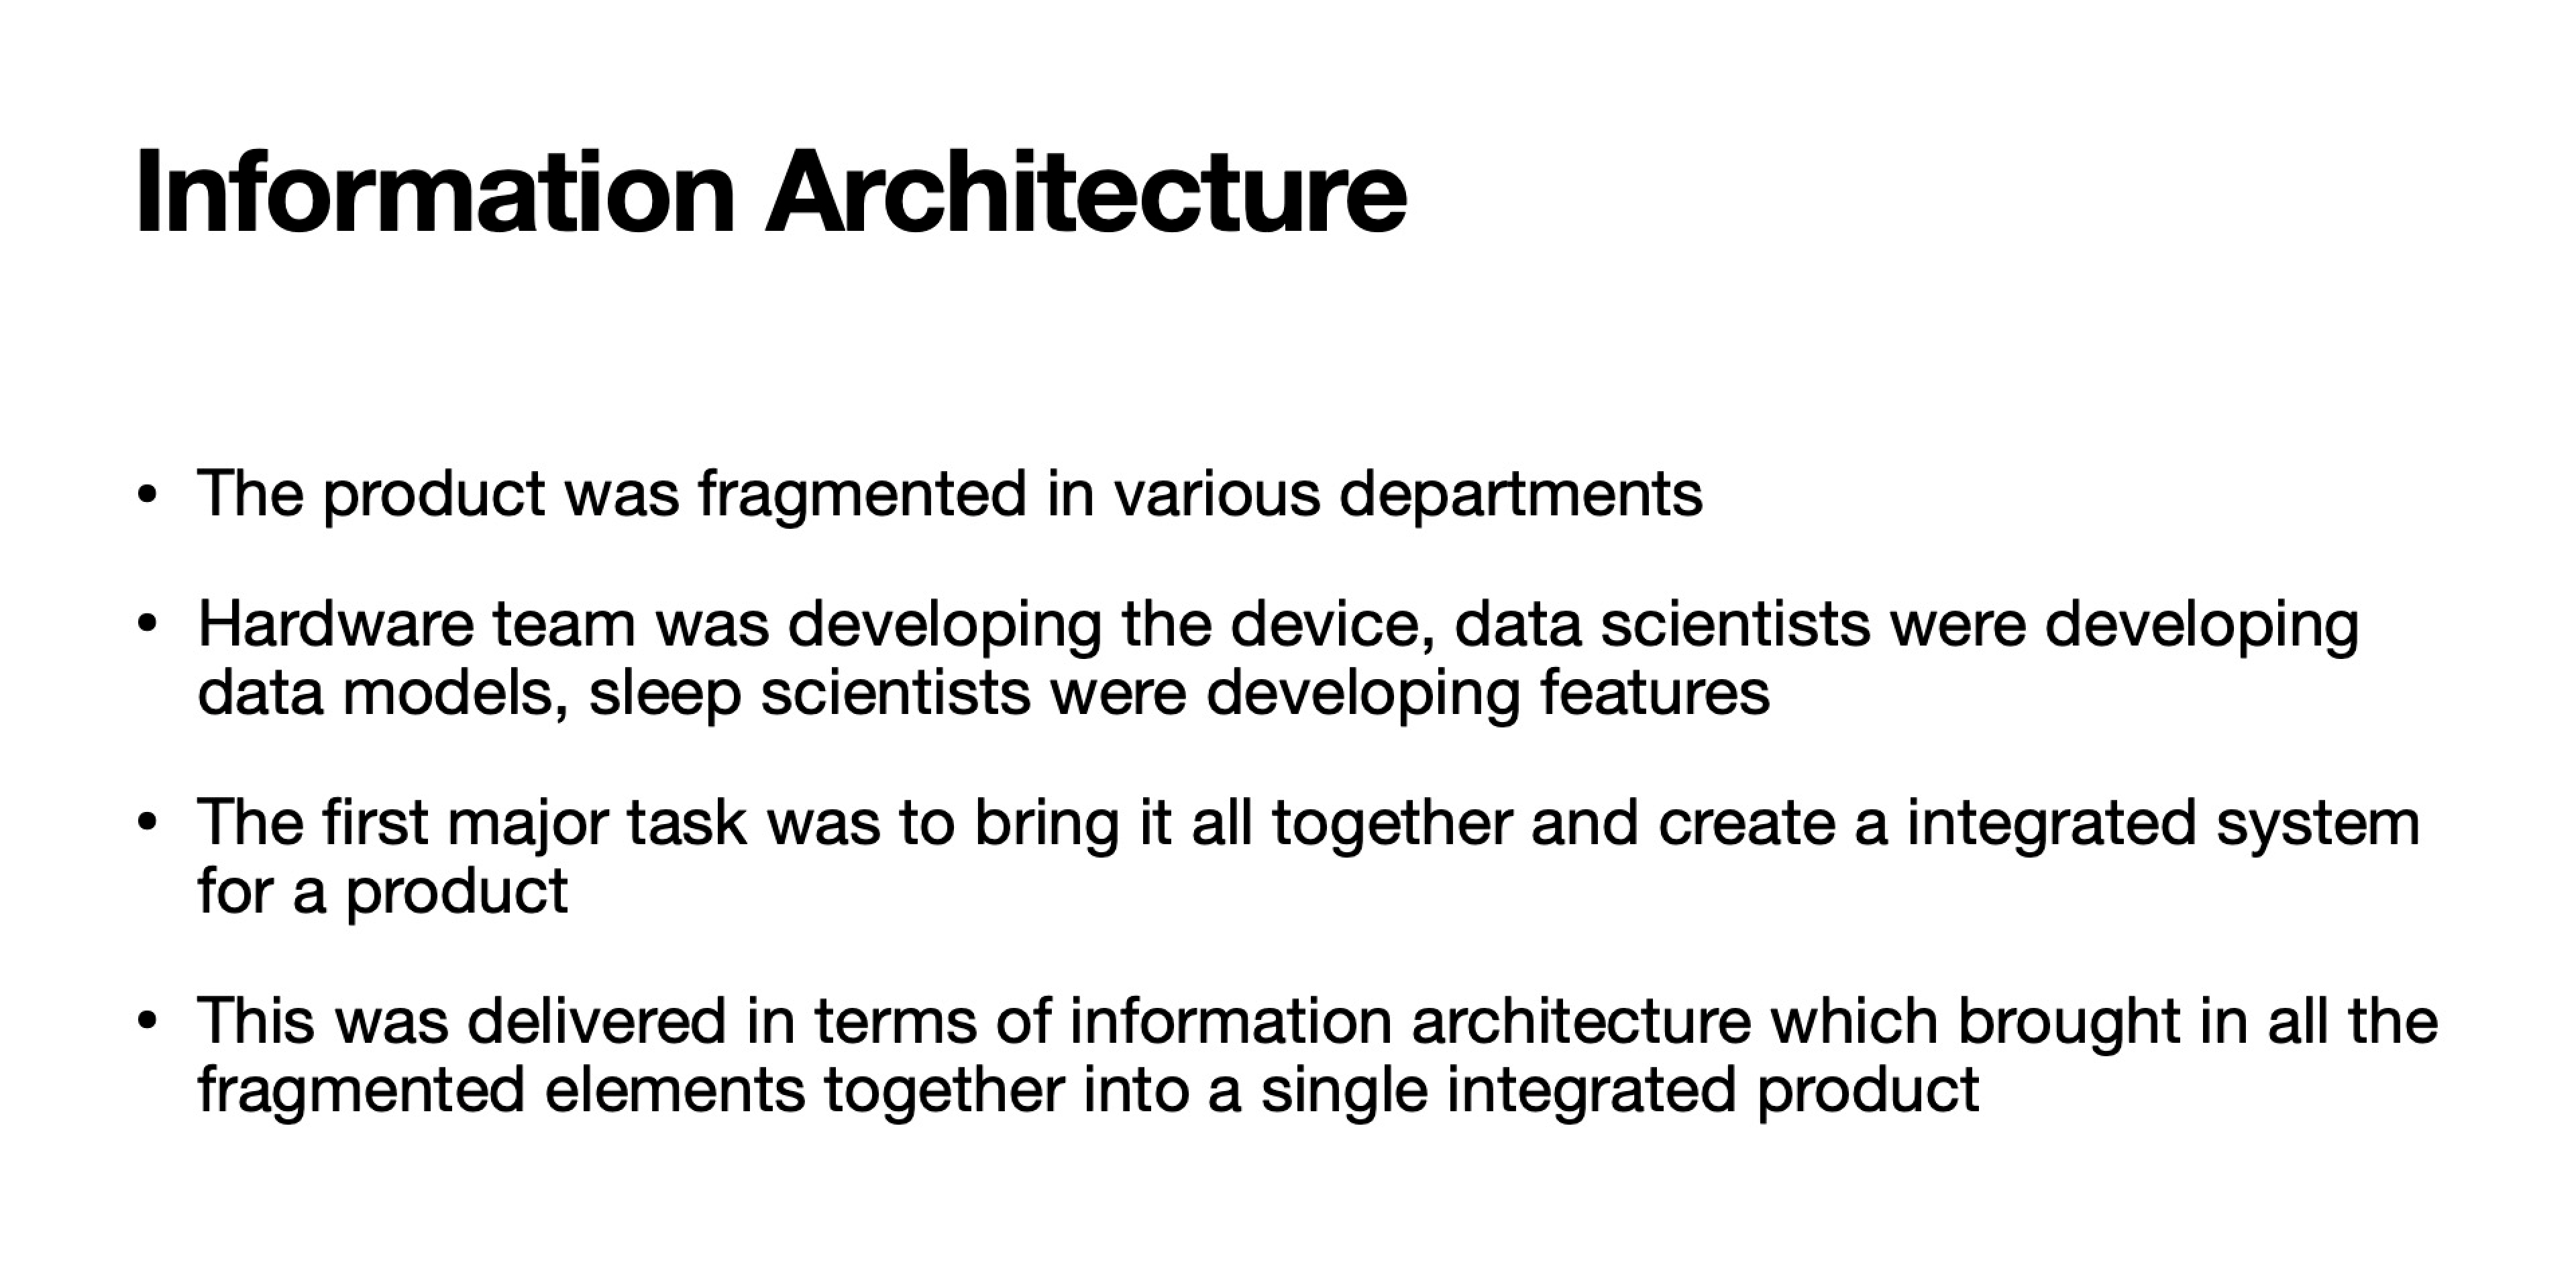 Information Architecture
• The product was fragmented in various departments
• Hardware team was developing the device, data scientists were developing
data models, sleep scientists were developing features
• The first major task was to bring it all together and create a integrated system
for a product
• This was delivered in terms of information architecture which brought in all the
fragmented elements together into a single integrated product